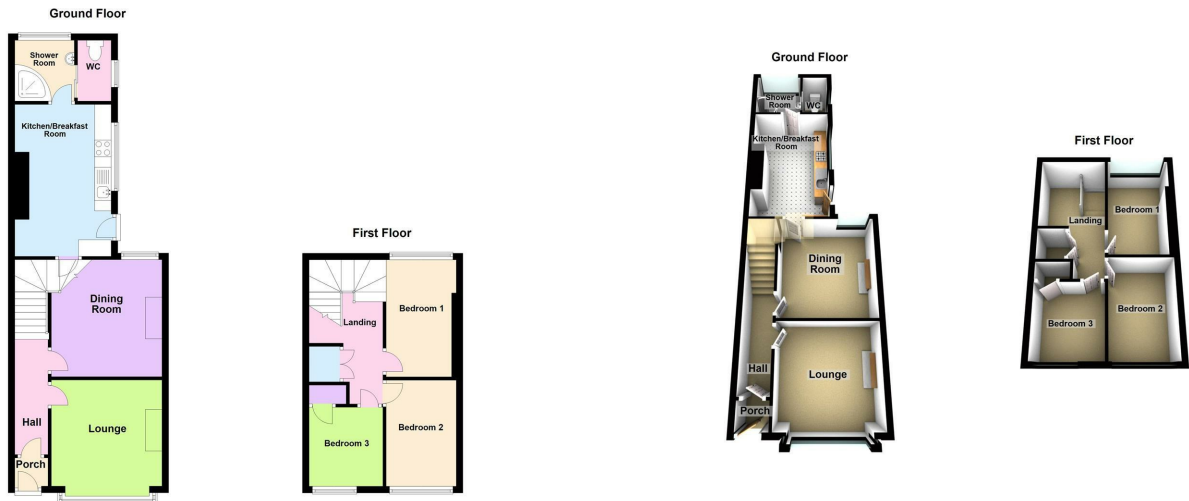 Ground Floor
Shower
Room
WC
Kitchen/Breakfast
Room
Dining
Room
Hall
Lounge
Porch
First Floor
Bedroom 1
Landing
Bedroom 3
Bedroom 2
Ground Floor
Shower
Room
WC
Kitchen/Breakfast
Room
Dining
Room
Hall
Lounge
Porch
First Floor
Landing
Bedroom 1
Bedroom 3
Bedroom 2